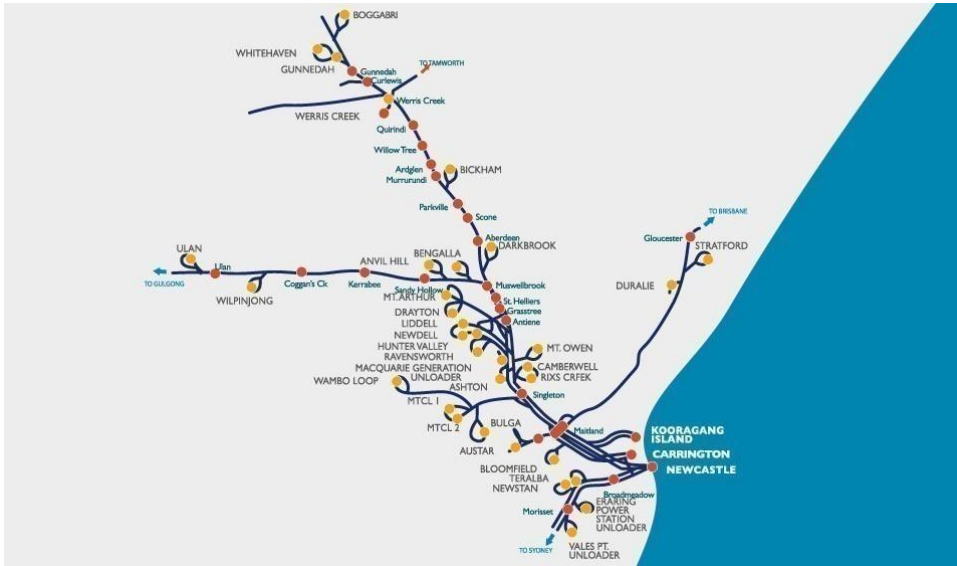 BOGGABRI
WHITEHAVEN
GUNNEDAH
Gunnedah
Curlewis
TO TAMWORTH
Werris Creek
WERRIS CREEK
Quirindi
Willow Tree
Ardglen
Murrurundi
BICKHAM
Parkville
Scone
Aberdeen
DARKBROOK
TO BRISBANE
Gloucester
STRATFORD
DURALIE
ULAN
Ulan
TO GULGONG
WILPINJONG
Coggan's Ck
ANVIL HILL
Kerrabee
BENGALLA
Sandy Hollow
Muswellbrook
MT. ARTHUR
St. Helliers
Grasstree
DRAYTON
Antiene
LIDDELL
NEWDELL
HUNTER VALLEY
RAVENSWORTH
MT. OWEN
MACQUARIE GENERATION
UNLOADER
CAMBERWELL
RIXS CRFEK
WAMBO LOOP
ASHTON
Singleton
MTCL 1
MTCL 2
BULGA
AUSTAR
Maitland
KOORAGANG
ISLAND
CARRINGTON
NEWCASTLE
BLOOMFIELD
TERALBA
NEWSTAN
Broadmeadow
ERARING
POWER
STATION
UNLOADER
Morisset
TO SYDNEY
VALES PT.
UNLOADER